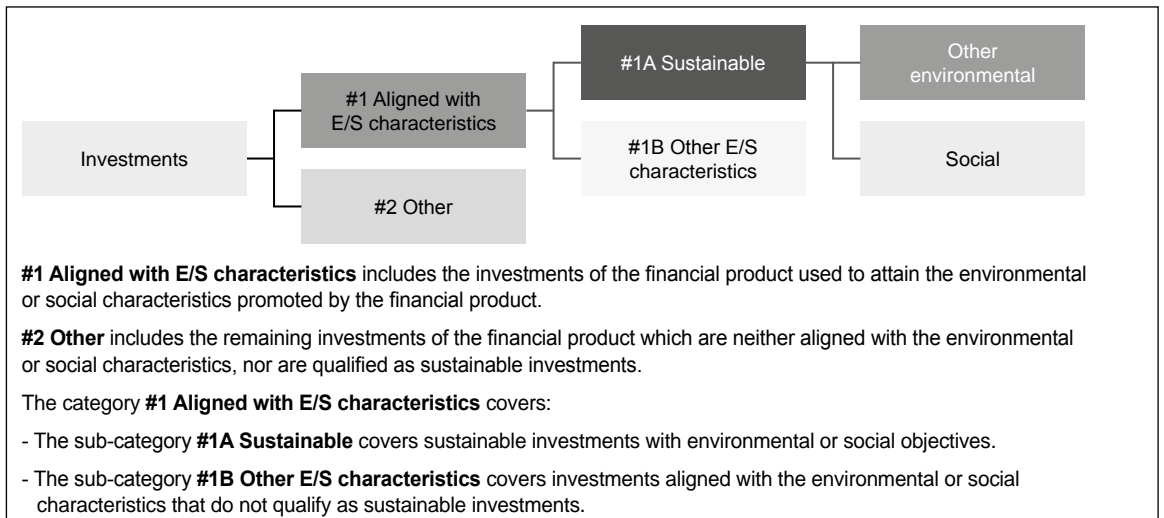 Investments
#1 Aligned with
E/S characteristics
#2 Other
#1A Sustainable
#1B Other E/S
characteristics
Other
environmental
Social
#1 Aligned with E/S characteristics includes the investments of the financial product used to attain the environmental
or social characteristics promoted by the financial product.
#2 Other includes the remaining investments of the financial product which are neither aligned with the environmental
or social characteristics, nor are qualified as sustainable investments.
The category #1 Aligned with E/S characteristics covers:
- The sub-category #1A Sustainable covers sustainable investments with environmental or social objectives.
- The sub-category #1B Other E/S characteristics covers investments aligned with the environmental or social
characteristics that do not qualify as sustainable investments.